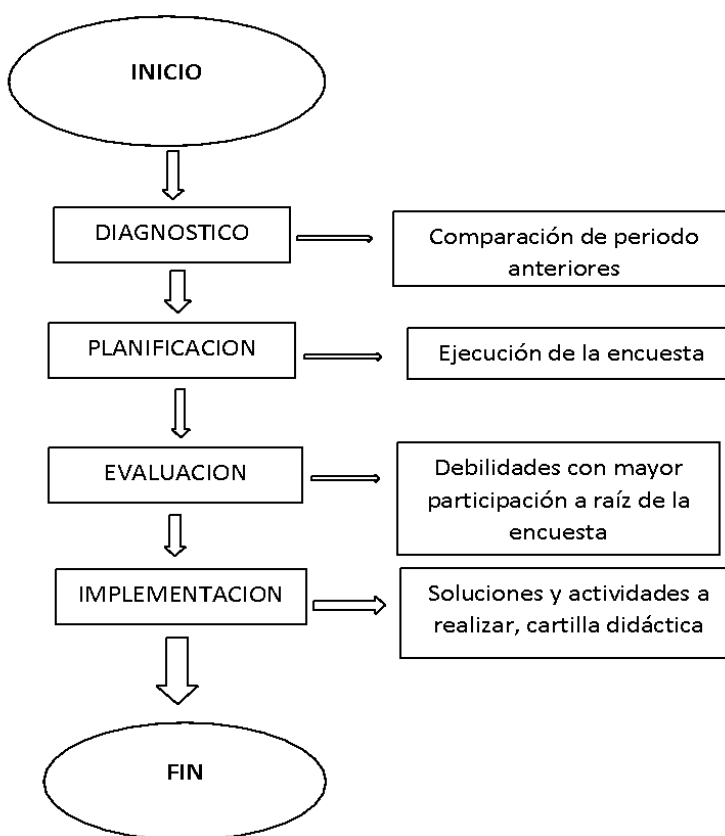 INICIO
DIAGNOSTICO
Comparación de periodo
anteriores
PLANIFICACION
Ejecución de la encuesta
EVALUACION
Debilidades con mayor
participación a raíz de la
encuesta
IMPLEMENTACION
Soluciones y actividades a
realizar, cartilla didáctica
FIN